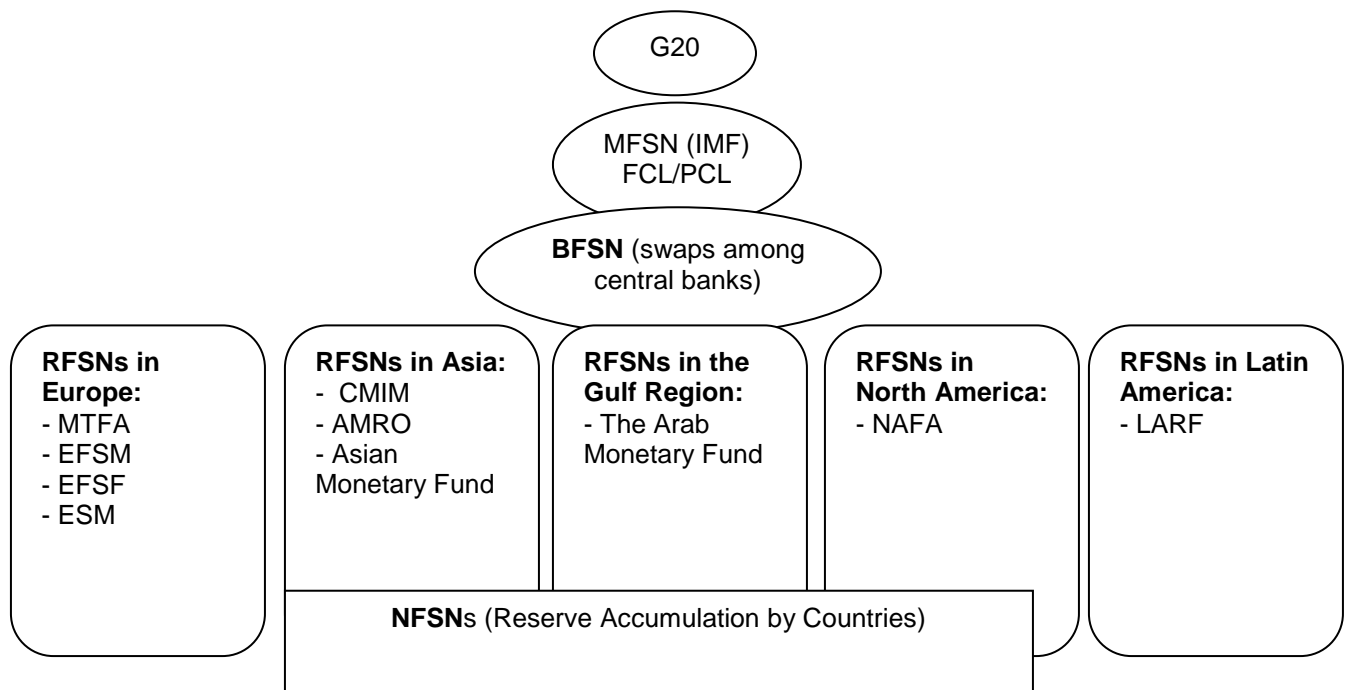 G20
MFSN (IMF)
FCL/PCL
BFSN (swaps among
central banks)
RFSNs in
Europe:
- MTFA
- EFSM
- EFSF
- ESM
RFSNs in Asia:
- CMIM
- AMRO
- Asian
Monetary Fund
RFSNs in the
Gulf Region:
- The Arab
Monetary Fund
RFSNs in
North America:
- NAFA
RFSNs in Latin
America:
- LARF
NFSNs (Reserve Accumulation by Countries)